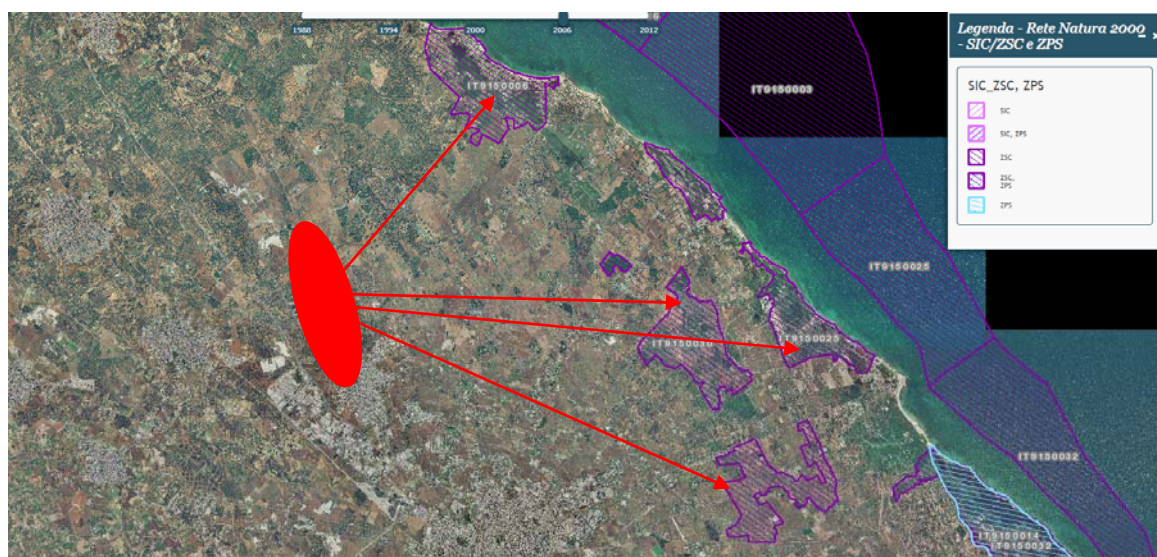 1988 1994 2000 2006 2012
Legenda - Rete Natura 2000
- SIC/ZSC e ZPS
SIC_ZSC, ZPS
SIC
SIC, ZPS
ZSC
ZSC,
ZPS
ZPS
IT9150006
IT9150003
IT9150025
IT9150030
IT9150025
IT9150032
IT9150014
IT9150032